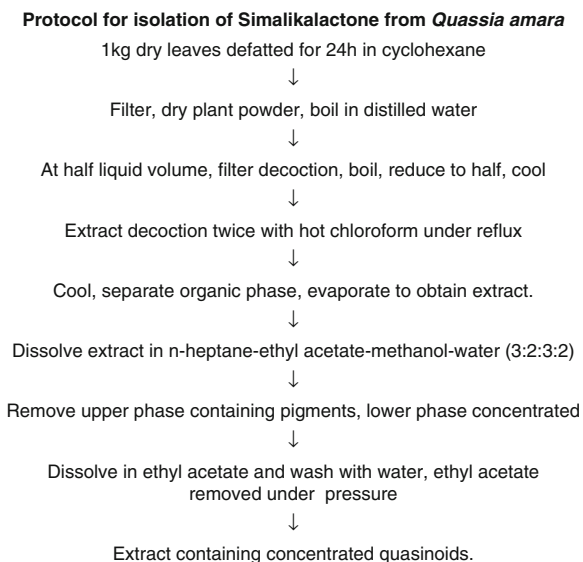 Protocol for isolation of Simalikalactone from Quassia amara
1kg dry leaves defatted for 24h in cyclohexane
↓
Filter, dry plant powder, boil in distilled water
↓
At half liquid volume, filter decoction, boil, reduce to half, cool
↓
Extract decoction twice with hot chloroform under reflux
↓
Cool, separate organic phase, evaporate to obtain extract.
↓
Dissolve extract in n-heptane-ethyl acetate-methanol-water (3:2:3:2)
↓
Remove upper phase containing pigments, lower phase concentrated
↓
Dissolve in ethyl acetate and wash with water, ethyl acetate
removed under pressure
↓
Extract containing concentrated quasinoids.